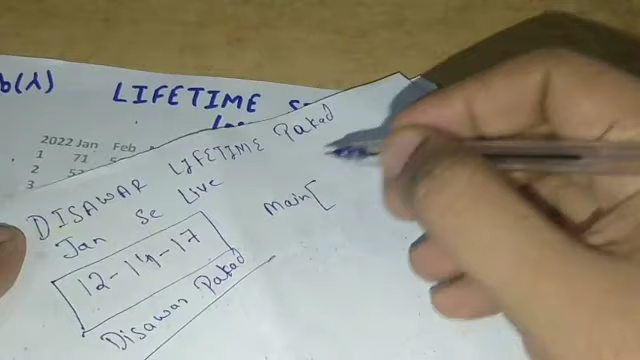 LIFETIME
2022 Jan Feb
1 71
2
3
DISAWAR LIFETIME Pakad
Jan Se Live
Main [
12-14-17
Disawar Pakad